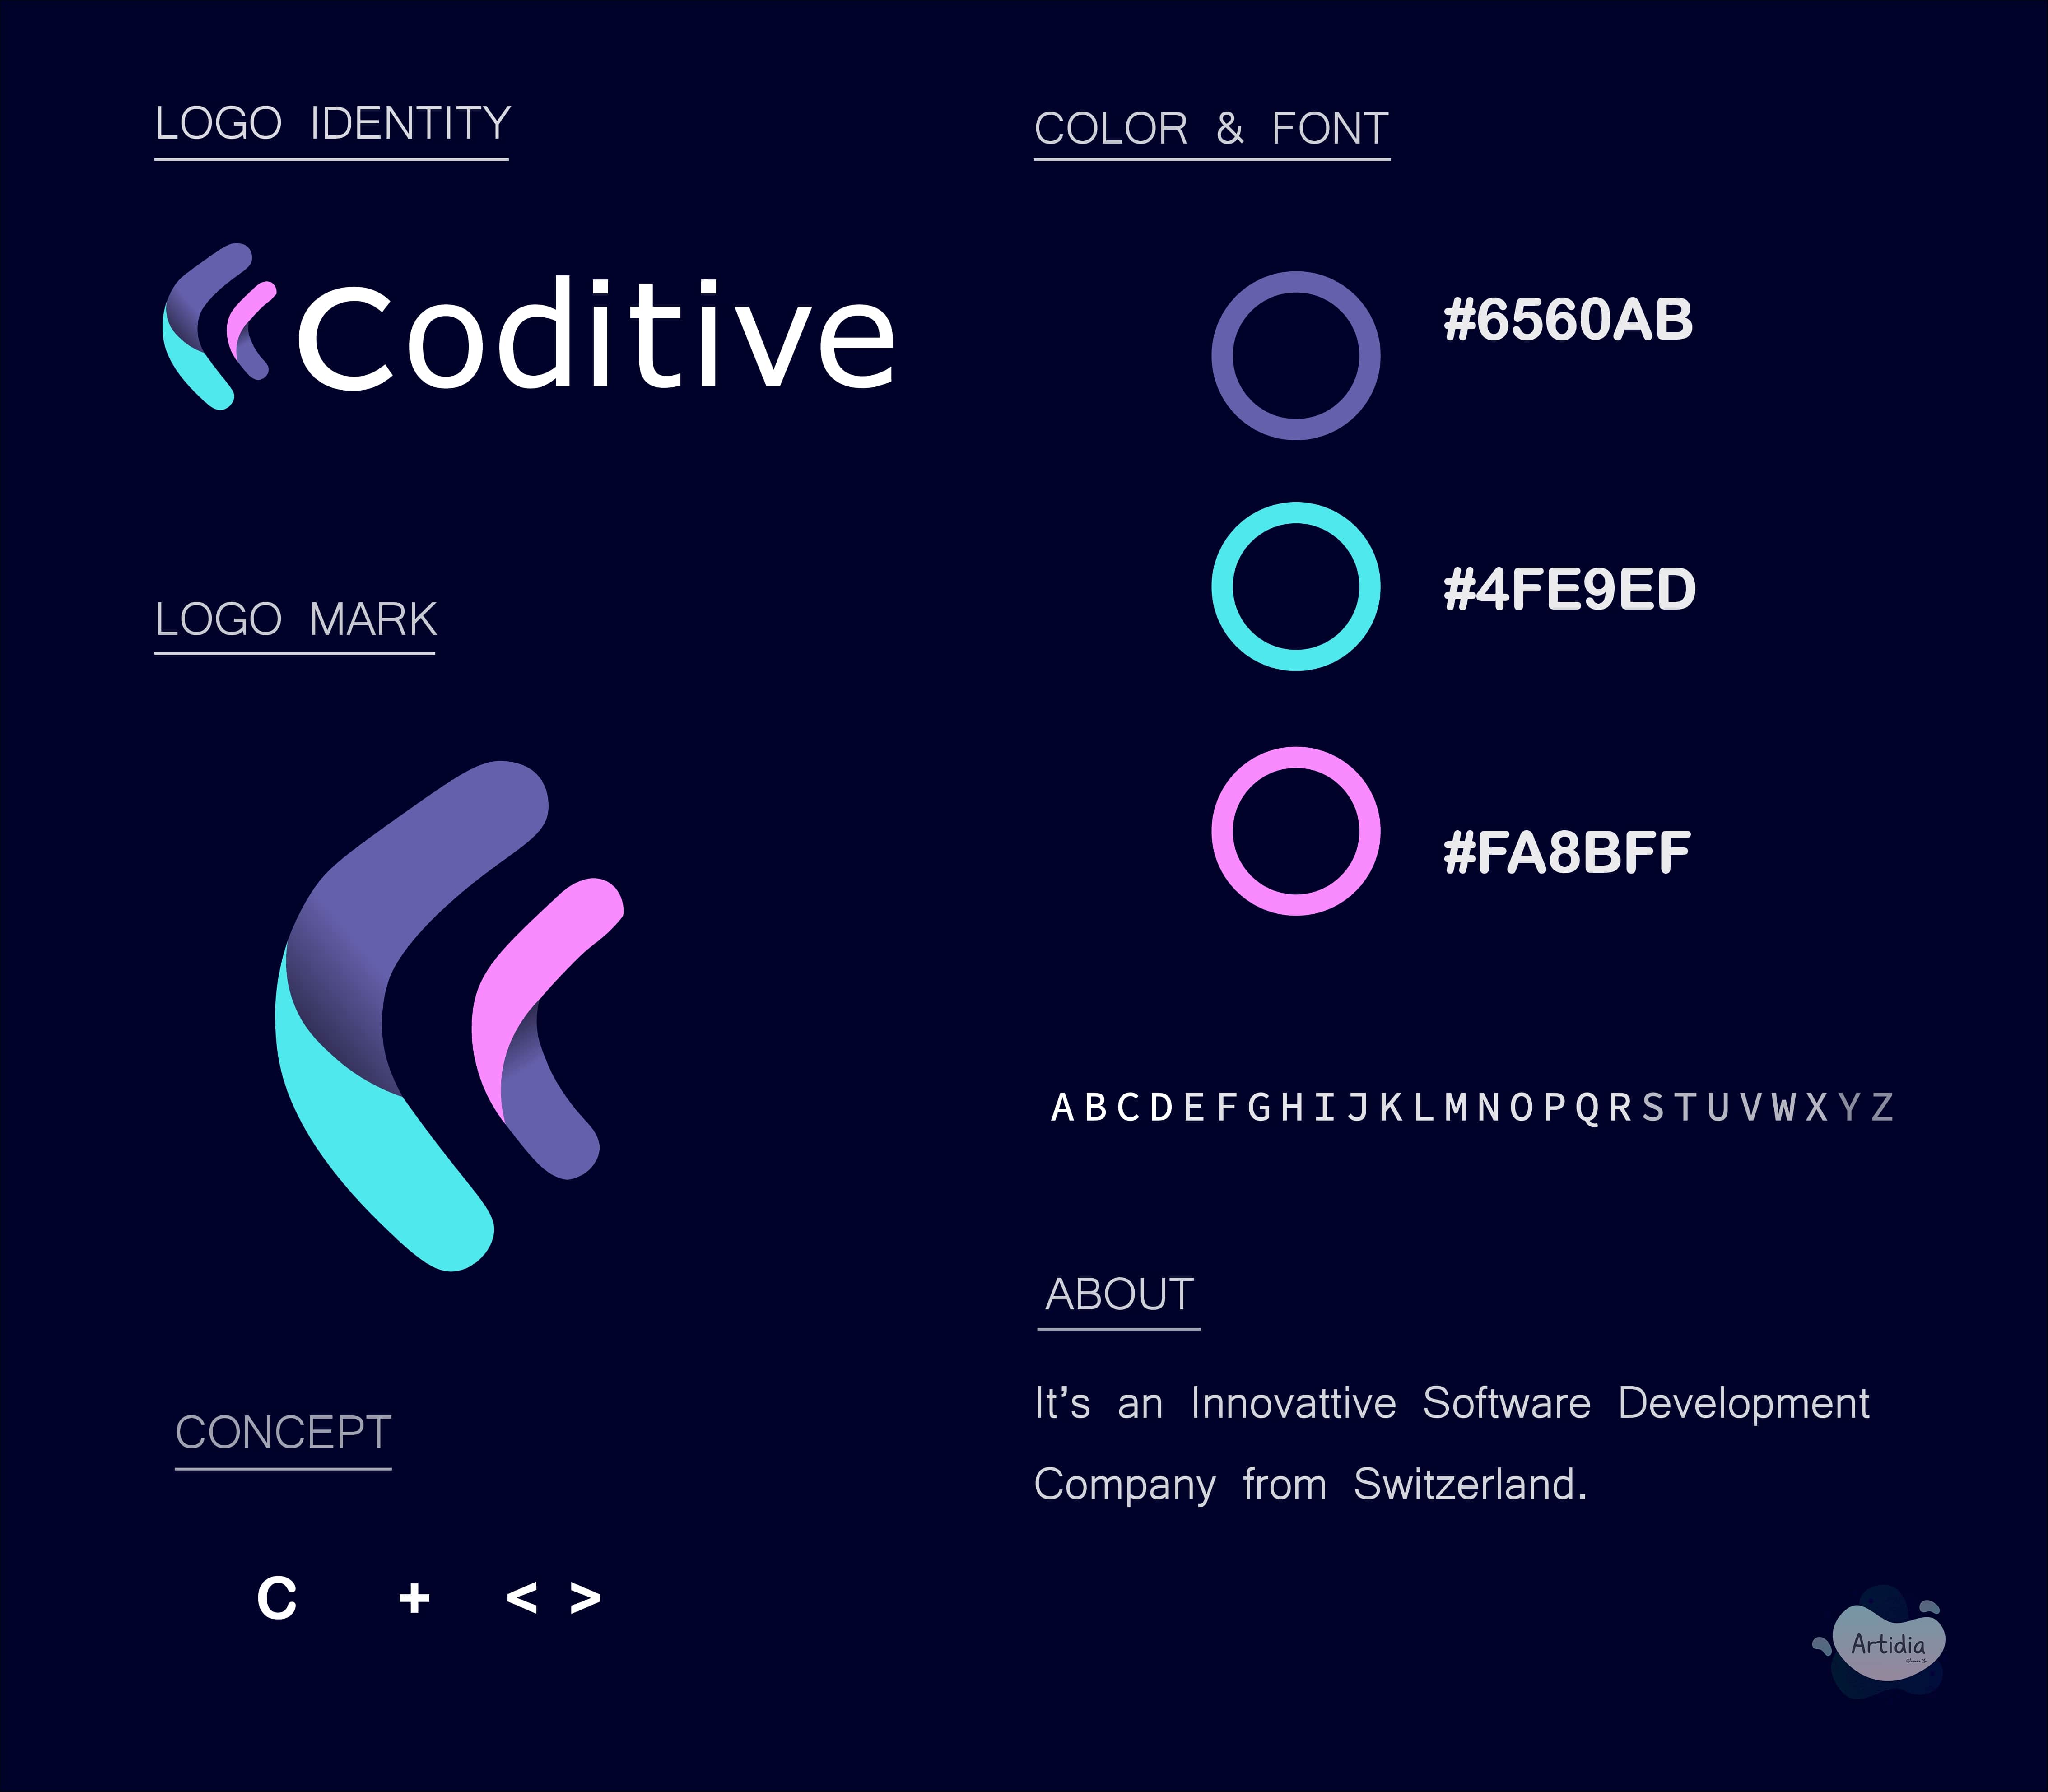 LOGO IDENTITY
Coditive
LOGO MARK
CONCEPT
C + < >
COLOR & FONT
#6560AB
#4FE9ED
#FA8BFF
ABCDEFGHIJKLMNOPQRSTUVWXYZ
ABOUT
It’s an Innovattive Software Development
Company from Switzerland.
Artidia